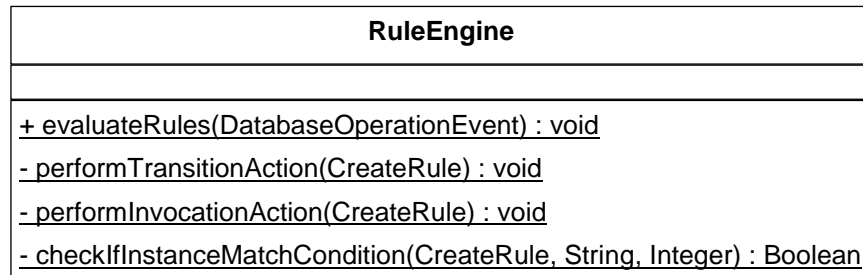 RuleEngine
+ evaluateRules(DatabaseOperationEvent) : void
- performTransitionAction(CreateRule) : void
- performInvocationAction(CreateRule) : void
- checkIfInstanceMatchCondition(CreateRule, String, Integer) : Boolean